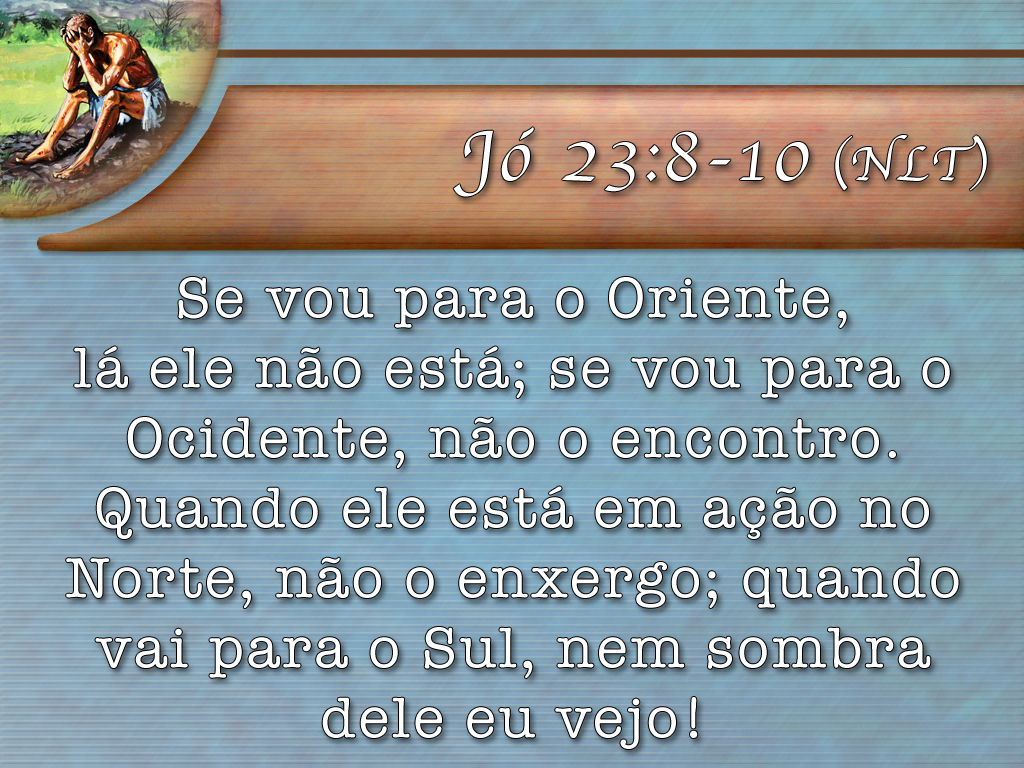 Jó 23:8-10 (NLT)
Se vou para o Oriente,
lá ele não está; se vou para o
Ocidente, não o encontro.
Quando ele está em ação no
Norte, não o enxergo; quando
vai para o Sul, nem sombra
dele eu vejo!